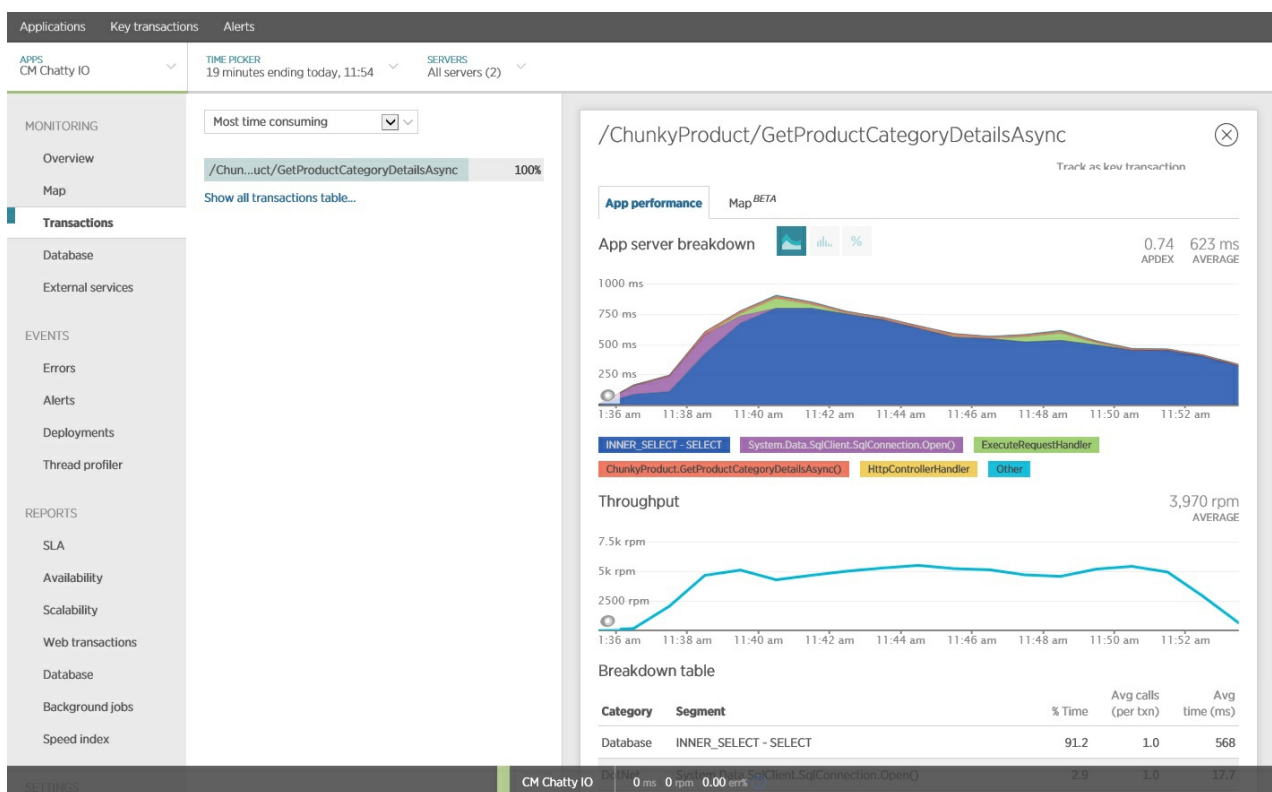 Applications Key transactions Alerts
APPS
CM Chatty IO
TIME PICKER
19 minutes ending today, 11:54
SERVERS
All servers (2)
MONITORING
Overview
Map
Transactions
Database
External services
EVENTS
Errors
Alerts
Deployments
Thread profiler
REPORTS
SLA
Availability
Scalability
Web transactions
Database
Background jobs
Speed index
SETTINGS
Most time consuming
/Chun...uct/GetProductCategoryDetailsAsync 100%
Show all transactions table...
/ChunkyProduct/GetProductCategoryDetailsAsync
Track as key transaction
App performance Map BETA
App server breakdown % 0.74 623 ms
APDEX AVERAGE
1000 ms
750 ms
500 ms
250 ms
1:36 am 11:38 am 11:40 am 11:42 am 11:44 am 11:46 am 11:48 am 11:50 am 11:52 am
INNER_SELECT - SELECT System.Data.SqlClient.SqlConnection.Open() ExecuteRequestHandler
ChunkyProduct.GetProductCategoryDetailsAsync() HttpControllerHandler Other
Throughput 3,970 rpm
AVERAGE
7.5k rpm
5k rpm
2500 rpm
1:36 am 11:38 am 11:40 am 11:42 am 11:44 am 11:46 am 11:48 am 11:50 am 11:52 am
Breakdown table
Category Segment % Time Avg calls (per txn) Avg time (ms)
Database INNER_SELECT - SELECT 91.2 1.0 568
DotNet System.Data.SqlClient.SqlConnection.Open() 2.9 1.0 17.7
CM Chatty IO 0 ms 0 rpm 0.00 err%